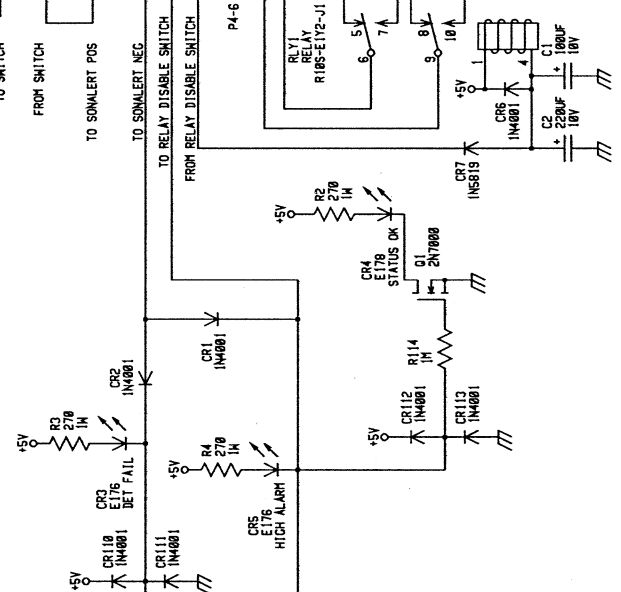 TO SWITCH
FROM SWITCH
TO SONALERT POS
TO SONALERT NEG
TO RELAY DISABLE SWITCH
FROM RELAY DISABLE SWITCH
P4-6
RLY1
RELAY
R10S-E1Y2-J1
5
7
6
8
10
9
1
4
+5V
CR6
1N4001
C1
100UF
10V
+
C2
220UF
10V
+
CR7
1N5819
+5V
R2
270
1W
CR4
E178
STATUS OK
Q1
2N7000
CR1
1N4001
R114
1M
CR2
1N4001
CR112
1N4001
CR113
1N4001
+5V
+5V
R3
270
1W
CR3
E176
DET FAIL
+5V
R4
270
1W
CR5
E176
HIGH ALARM
+5V
CR110
1N4001
CR111
1N4001